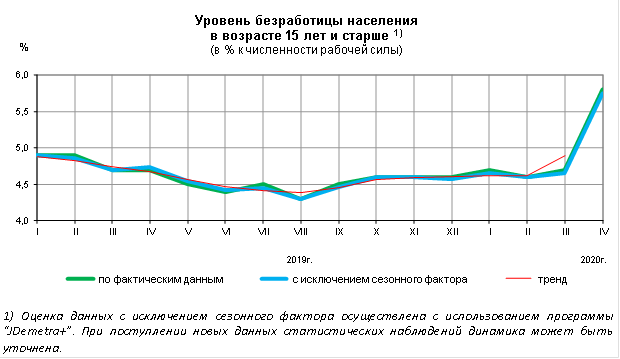 Уровень безработицы населения
в возрасте 15 лет и старше 1)
(в % к численности рабочей силы)
%
6,0
5,5
5,0
4,5
4,0
I II III IV V VI VII VII IX X XI XII I II III IV
2019г. 2020г.
по фактическим данным с исключением сезонного фактора тренд
1) Оценка данных с исключением сезонного фактора осуществлена с использованием программы
“JDemetra+”. При поступлении новых данных статистических наблюдений динамика может быть
уточнена.